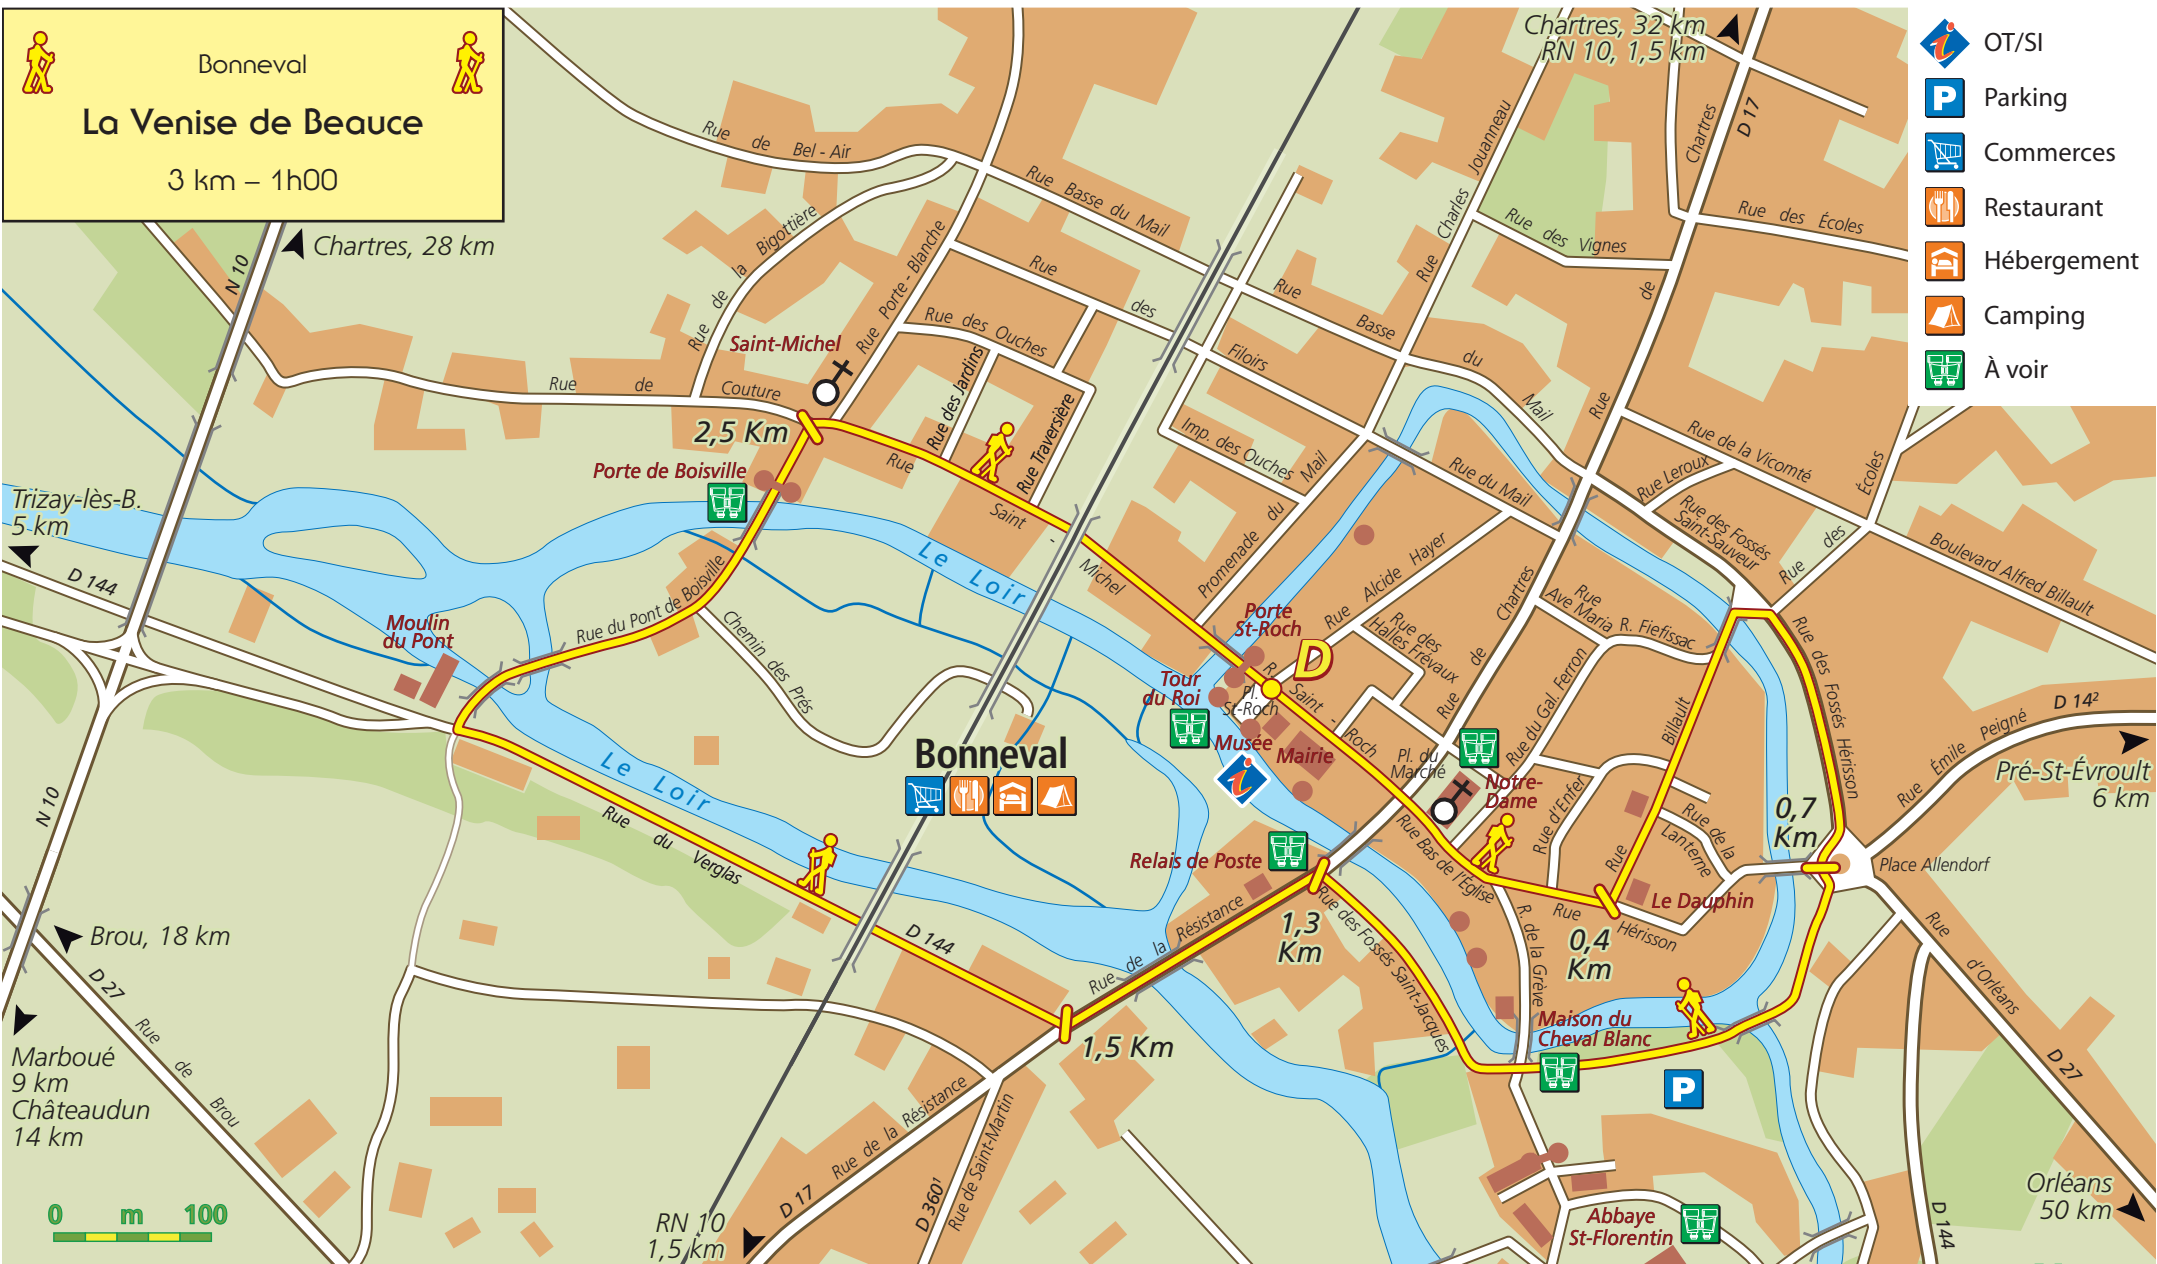 Bonneval
La Venise de Beauce
3 km – 1h00
OT/SI
Parking
Commerces
Restaurant
Hébergement
Camping
À voir
Chartres, 32 km
RN 10, 1,5 km
Chartres, 28 km
N 10
Rue de Bel - Air
Rue Basse du Mail
Rue de la Bigottière
Rue Porte - Blanche
Rue des Filoirs
Rue des Ouches
Rue des Jardins
Rue Traversière
Saint-Michel
Rue de Couture
2,5 Km
Porte de Boisville
Rue Saint - Michel
Rue Charles Jouanneau
Rue des Vignes
Rue de Chartres
D 17
Rue des Écoles
Rue Basse du Mail
Imp. des Ouches
Promenade du Mail
Rue du Mail
Rue de la Vicomté
Rue Leroux
Rue des Fossés
Saint-Sauveur
Rue des Écoles
Boulevard Alfred Billault
Trizay-lès-B.
5 km
D 144
Moulin
du Pont
Rue du Pont de Boisville
Chemin des Prés
Le Loir
Le Loir
Porte
St-Roch
D
Rue Alcide Hayer
Rue des
Halles Frévaux
Rue de Chartres
Rue
Ave Maria R. Fiefissac
Rue du Gal. Ferron
Tour
du Roi
Pl.
St-Roch
R. Saint - Roch
Musée
Mairie
Pl. du
Marché
Notre-
Dame
Rue d'Enfer
Rue Billault
Rue de la
Lanterne
Rue des Fossés Hérisson
0,7
Km
Place Allendorf
Rue Émile Peigné
D 14²
Pré-St-Évroult
6 km
Bonneval
Relais de Poste
Rue Bas de l'Église
Rue Hérisson
Le Dauphin
0,4
Km
1,3
Km
Rue des Fossés Saint-Jacques
R. de la Grève
Maison du
Cheval Blanc
P
Rue du Verglas
D 144
Rue de la Résistance
1,5 Km
N 10
Brou, 18 km
D 27
Rue de Brou
Marboué
9 km
Châteaudun
14 km
0 m 100
RN 10
1,5 km
D 17
Rue de la Résistance
D 360¹
Rue de Saint-Martin
Abbaye
St-Florentin
Rue d'Orléans
D 27
D 144
Orléans
50 km